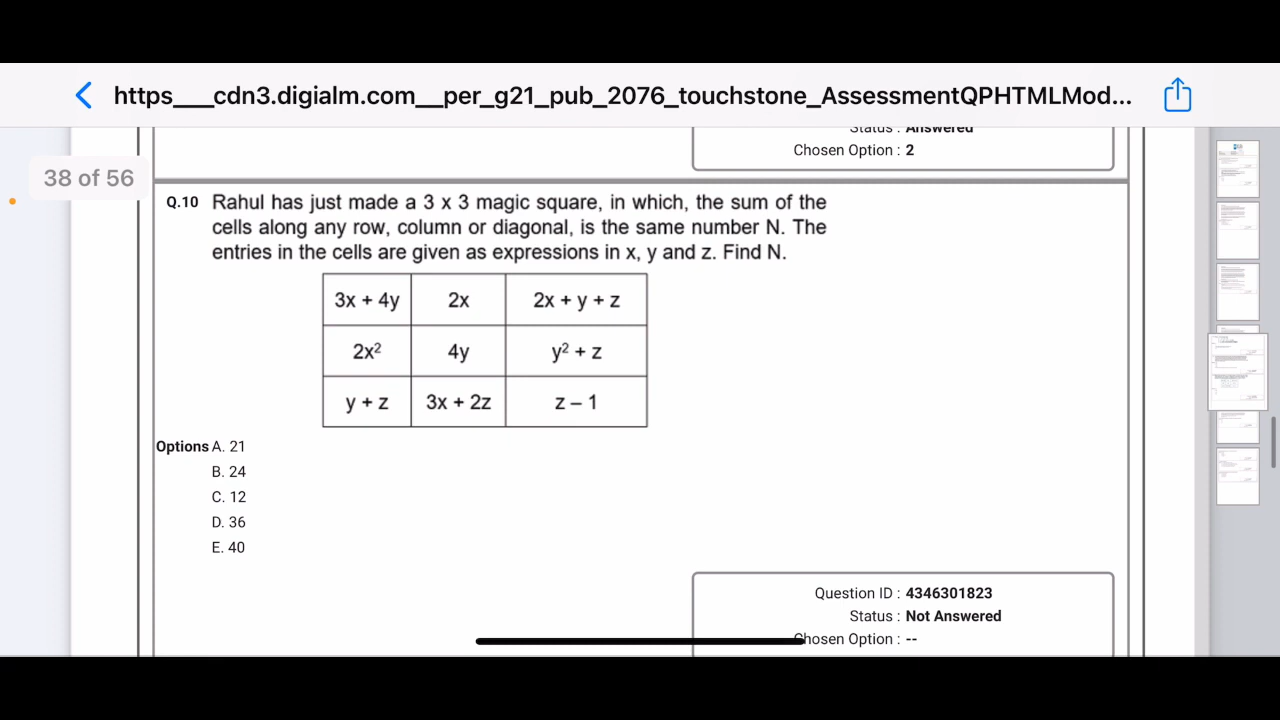 https___cdn3.digialm.com__per_g21_pub_2076_touchstone_AssessmentQPHTMLMod...
38 of 56
Status : Answered
Chosen Option : 2
Q.10 Rahul has just made a 3 x 3 magic square, in which, the sum of the
cells along any row, column or diagonal, is the same number N. The
entries in the cells are given as expressions in x, y and z. Find N.
3x + 4y 2x 2x + y + z
2x² 4y y² + z
y + z 3x + 2z z – 1
Options A. 21
B. 24
C. 12
D. 36
E. 40
Question ID : 4346301823
Status : Not Answered
Chosen Option : --